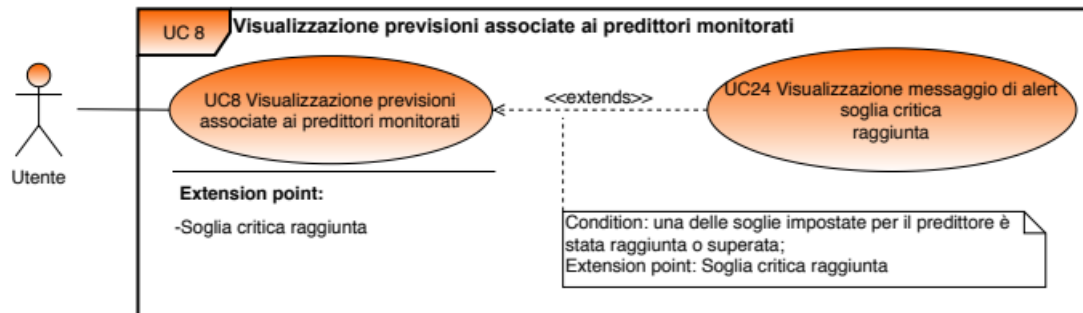 UC 8
Visualizzazione previsioni associate ai predittori monitorati
UC8 Visualizzazione previsioni
associate ai predittori monitorati
<<extends>>
UC24 Visualizzazione messaggio di alert
soglia critica
raggiunta
Utente
Extension point:
-Soglia critica raggiunta
Condition: una delle soglie impostate per il predittore è
stata raggiunta o superata;
Extension point: Soglia critica raggiunta